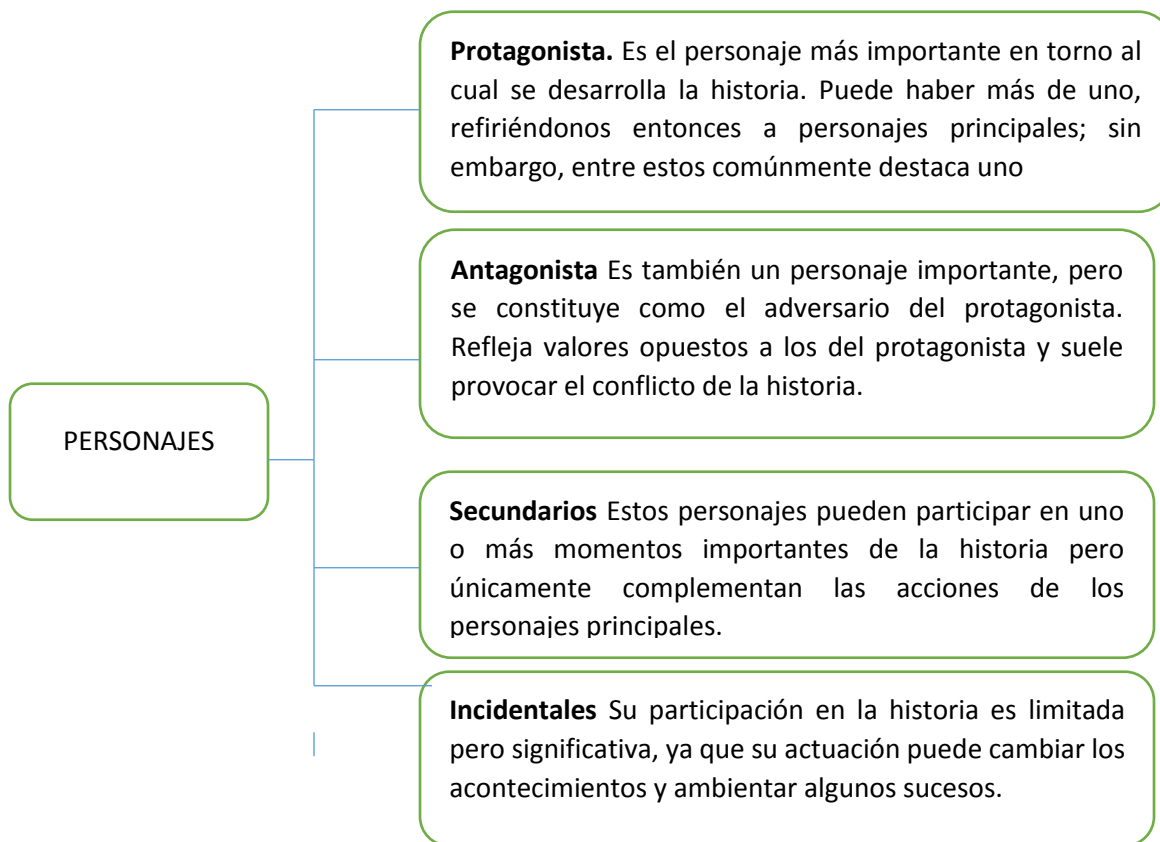 Protagonista. Es el personaje más importante en torno al
cual se desarrolla la historia. Puede haber más de uno,
refiriéndonos entonces a personajes principales; sin
embargo, entre estos comúnmente destaca uno
Antagonista Es también un personaje importante, pero
se constituye como el adversario del protagonista.
Refleja valores opuestos a los del protagonista y suele
provocar el conflicto de la historia.
PERSONAJES
Secundarios Estos personajes pueden participar en uno
o más momentos importantes de la historia pero
únicamente complementan las acciones de los
personajes principales.
Incidentales Su participación en la historia es limitada
pero significativa, ya que su actuación puede cambiar los
acontecimientos y ambientar algunos sucesos.